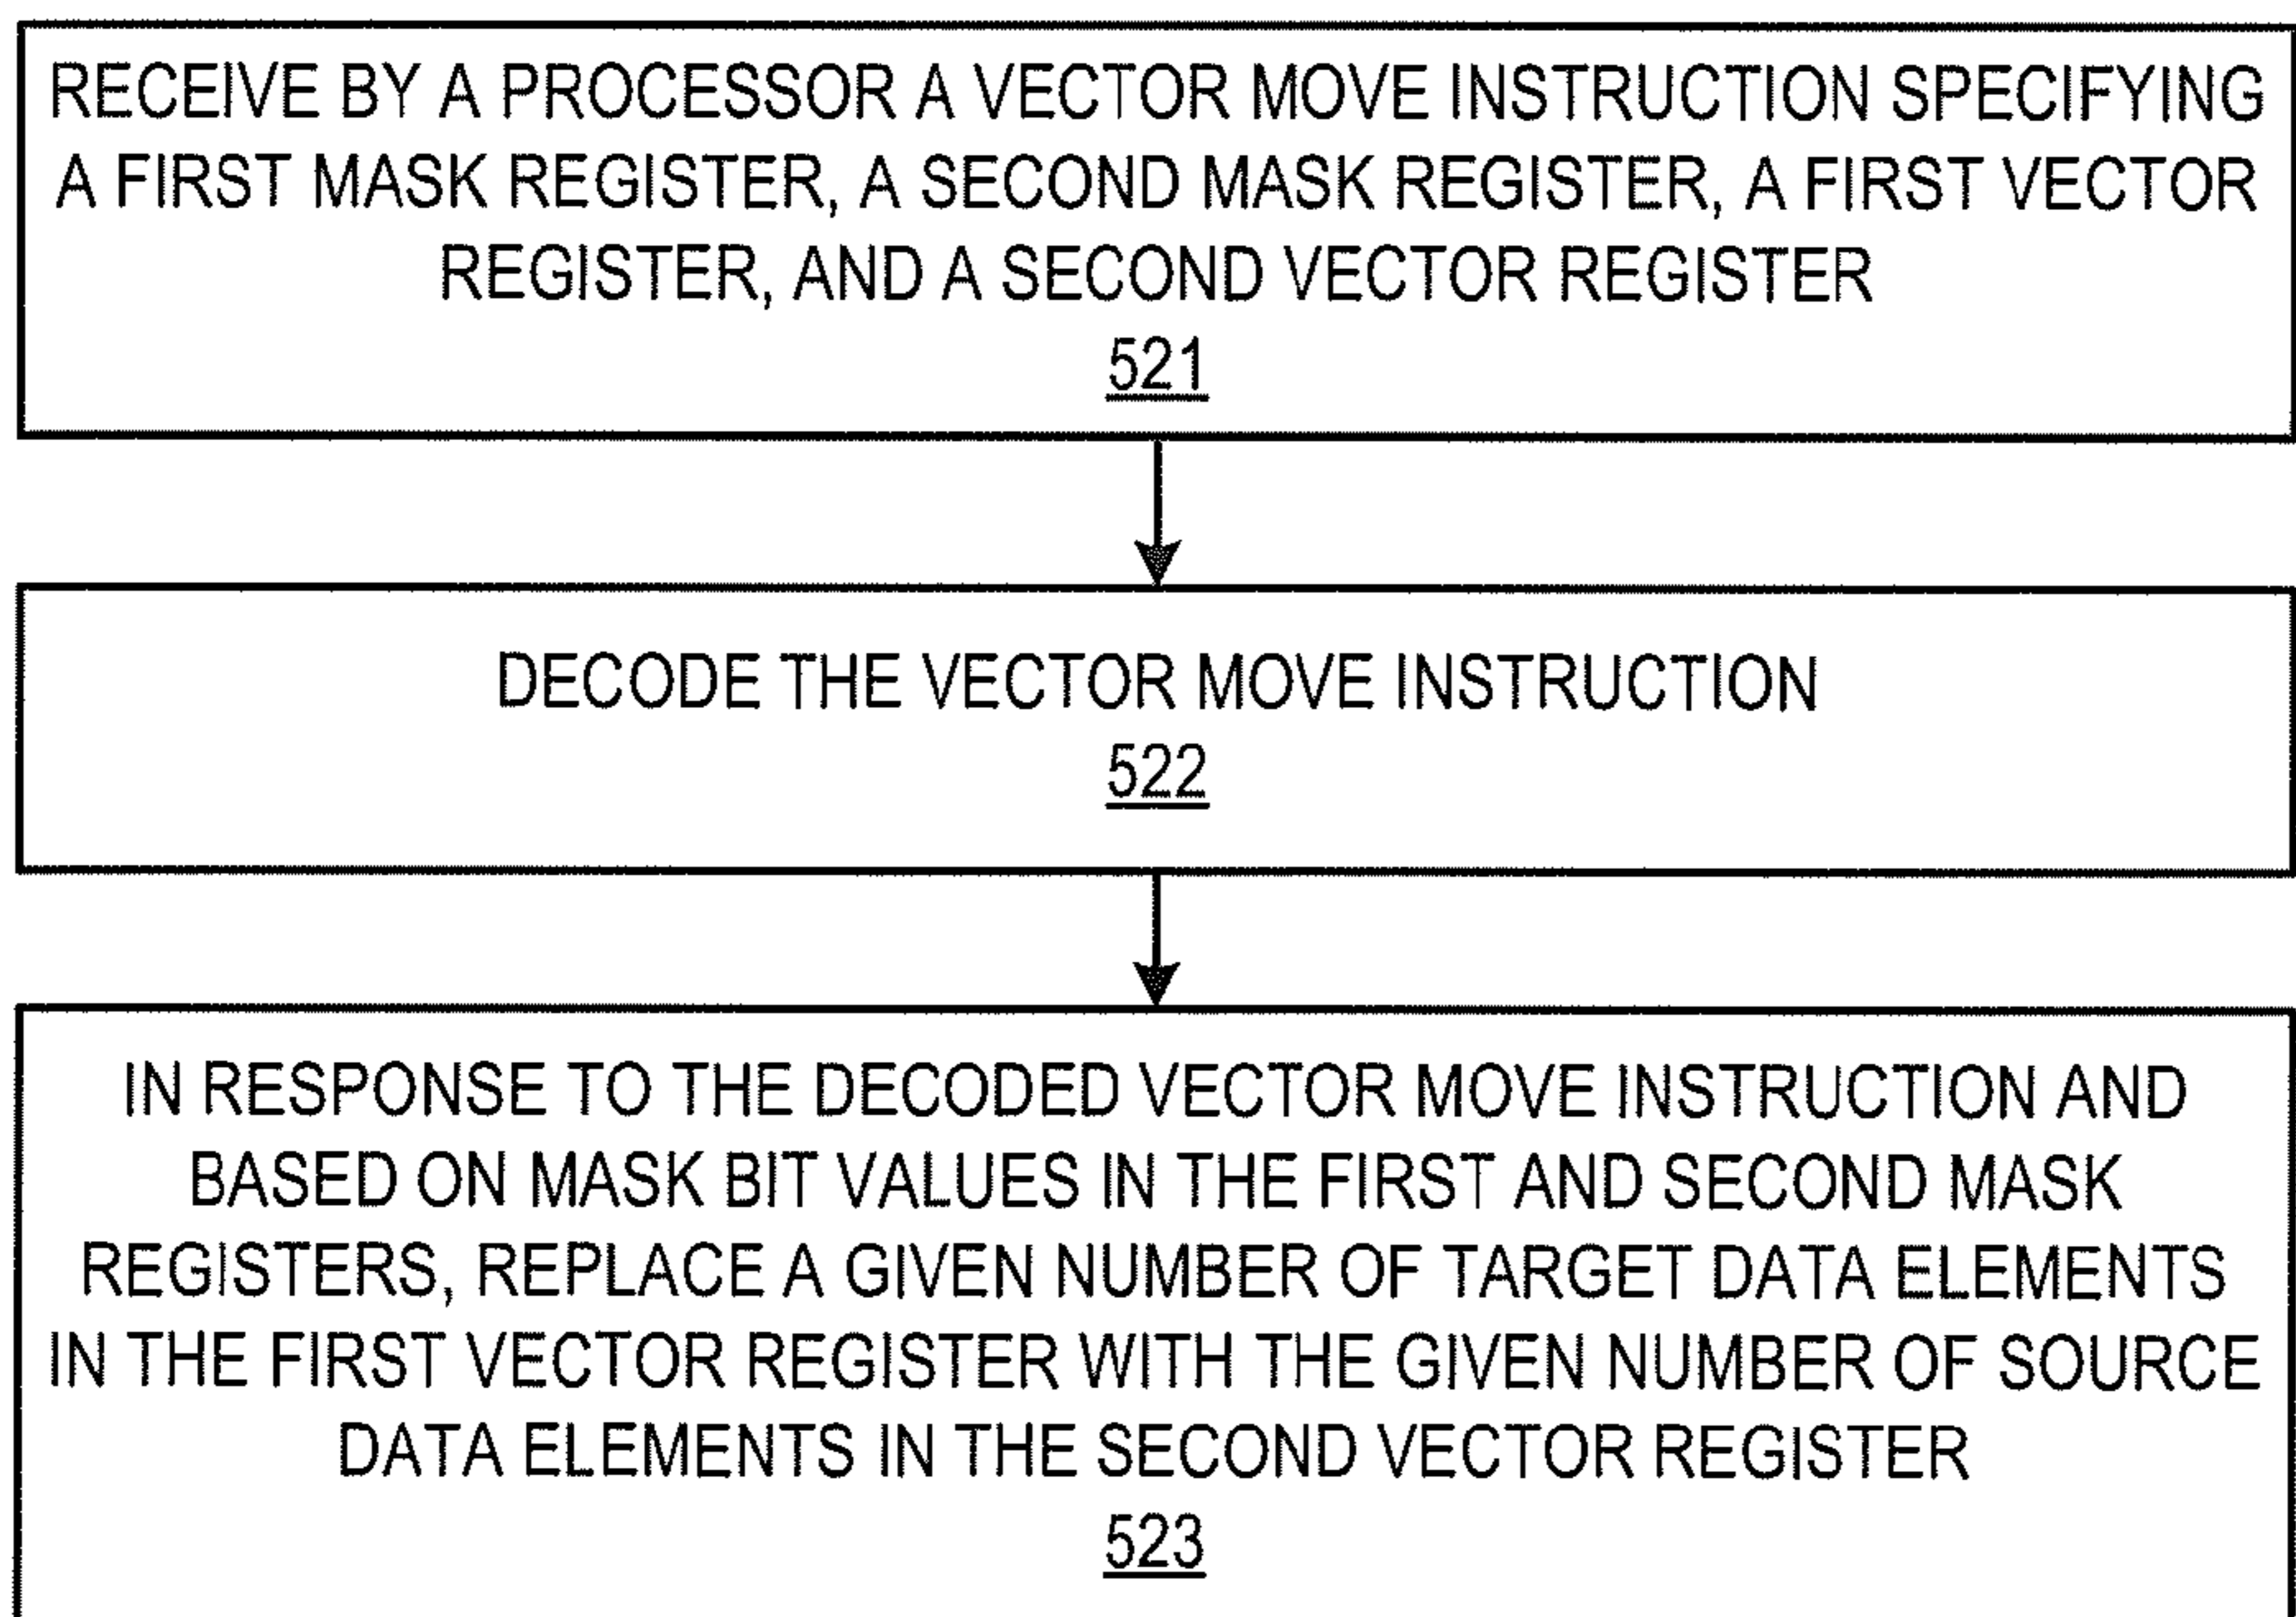 RECEIVE BY A PROCESSOR A VECTOR MOVE INSTRUCTION SPECIFYING
A FIRST MASK REGISTER, A SECOND MASK REGISTER, A FIRST VECTOR
REGISTER, AND A SECOND VECTOR REGISTER
521
DECODE THE VECTOR MOVE INSTRUCTION
522
IN RESPONSE TO THE DECODED VECTOR MOVE INSTRUCTION AND
BASED ON MASK BIT VALUES IN THE FIRST AND SECOND MASK
REGISTERS, REPLACE A GIVEN NUMBER OF TARGET DATA ELEMENTS
IN THE FIRST VECTOR REGISTER WITH THE GIVEN NUMBER OF SOURCE
DATA ELEMENTS IN THE SECOND VECTOR REGISTER
523